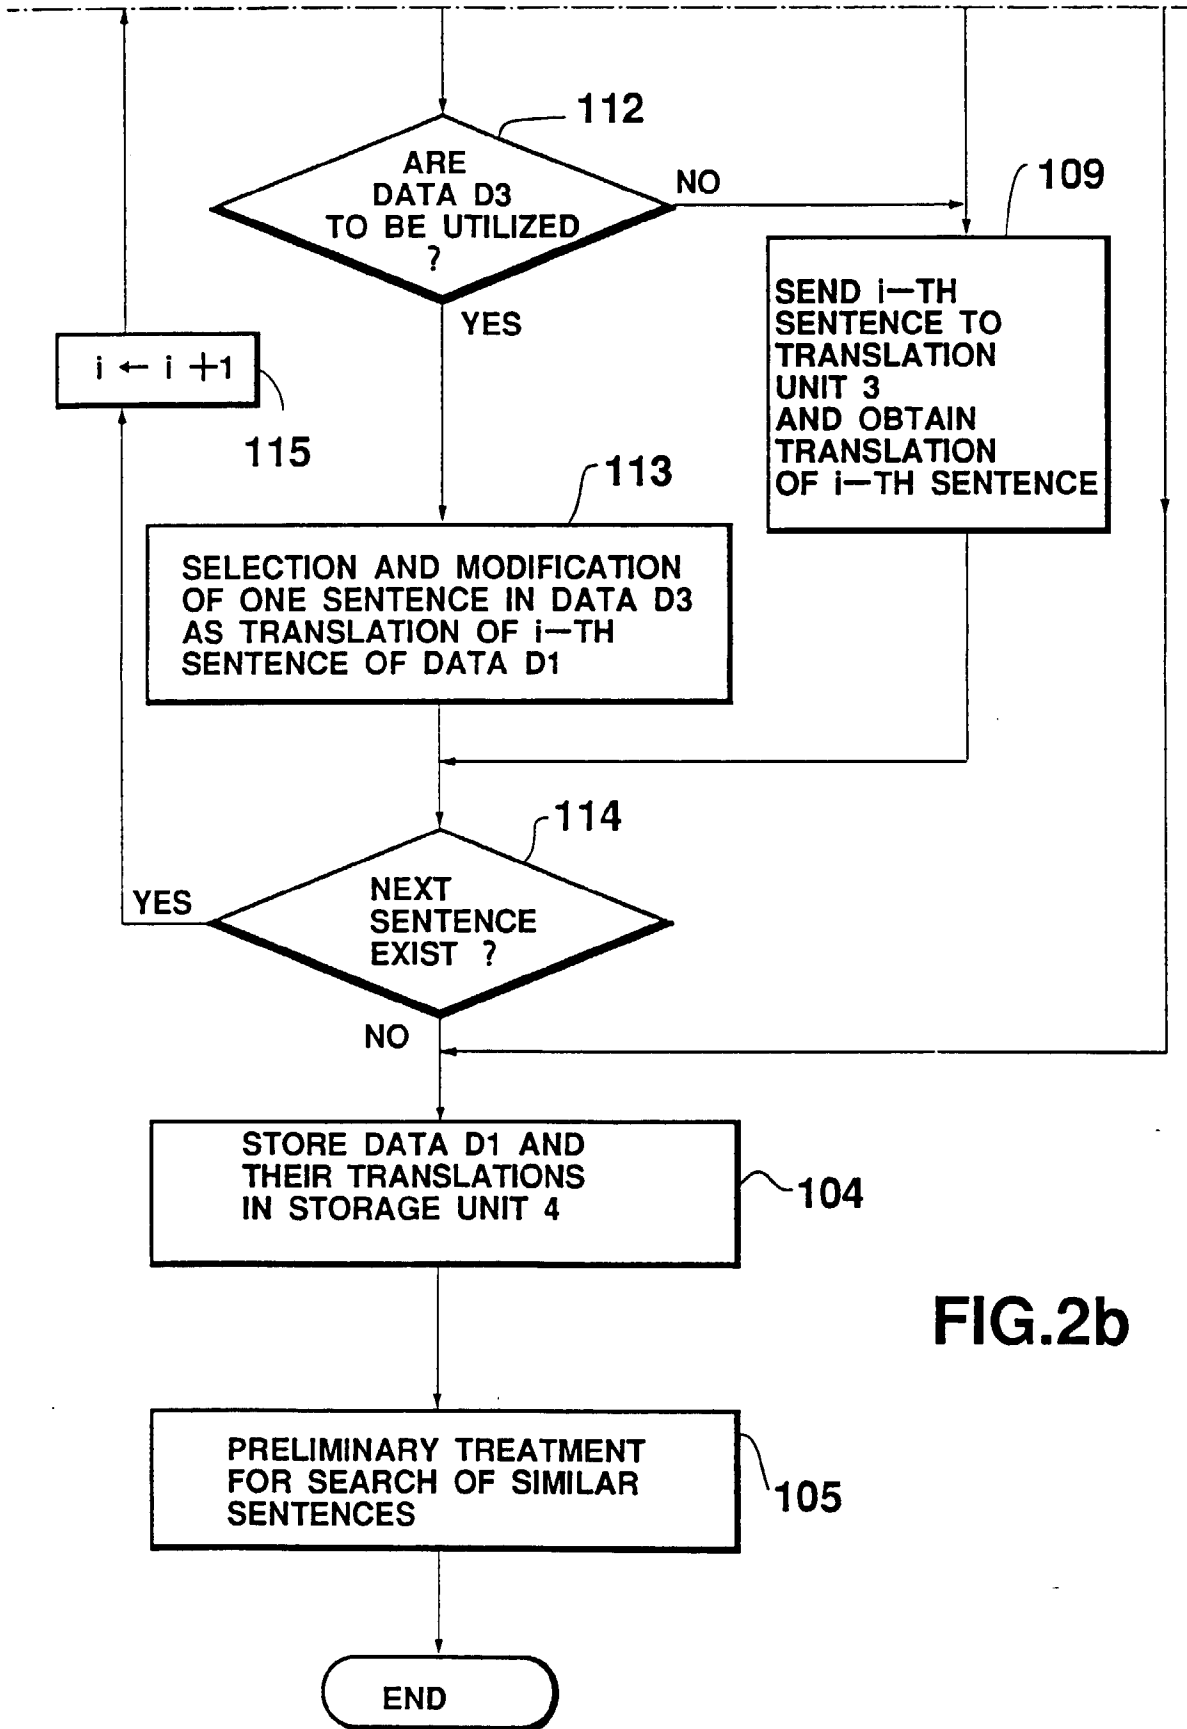 112
ARE
DATA D3
TO BE UTILIZED
?
NO
YES
109
SEND i—TH
SENTENCE TO
TRANSLATION
UNIT 3
AND OBTAIN
TRANSLATION
OF i—TH SENTENCE
i ← i +1
115
113
SELECTION AND MODIFICATION
OF ONE SENTENCE IN DATA D3
AS TRANSLATION OF i—TH
SENTENCE OF DATA D1
114
NEXT
SENTENCE
EXIST ?
YES
NO
STORE DATA D1 AND
THEIR TRANSLATIONS
IN STORAGE UNIT 4
104
FIG.2b
PRELIMINARY TREATMENT
FOR SEARCH OF SIMILAR
SENTENCES
105
END